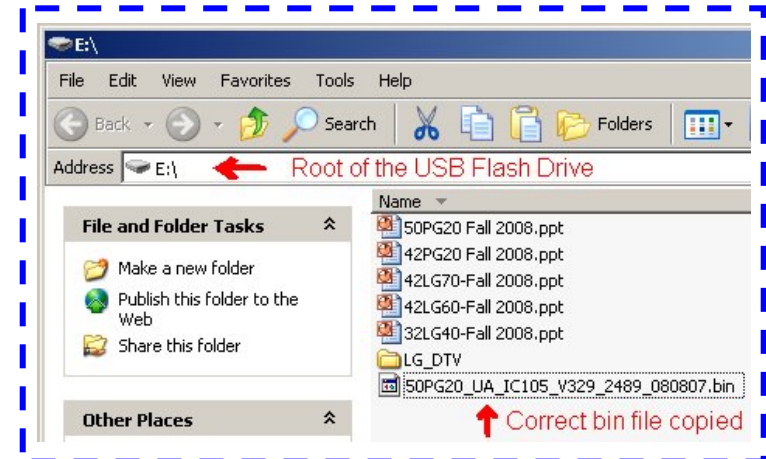 E:\
File Edit View Favorites Tools Help
Back Search Folders
Address E:\ Root of the USB Flash Drive
Name
File and Folder Tasks
Make a new folder
Publish this folder to the
Web
Share this folder
Other Places
50PG20 Fall 2008.ppt
42PG20 Fall 2008.ppt
42LG70-Fall 2008.ppt
42LG60-Fall 2008.ppt
32LG40-Fall 2008.ppt
LG_DTV
50PG20_UA_IC105_V329_2489_080807.bin
Correct bin file copied